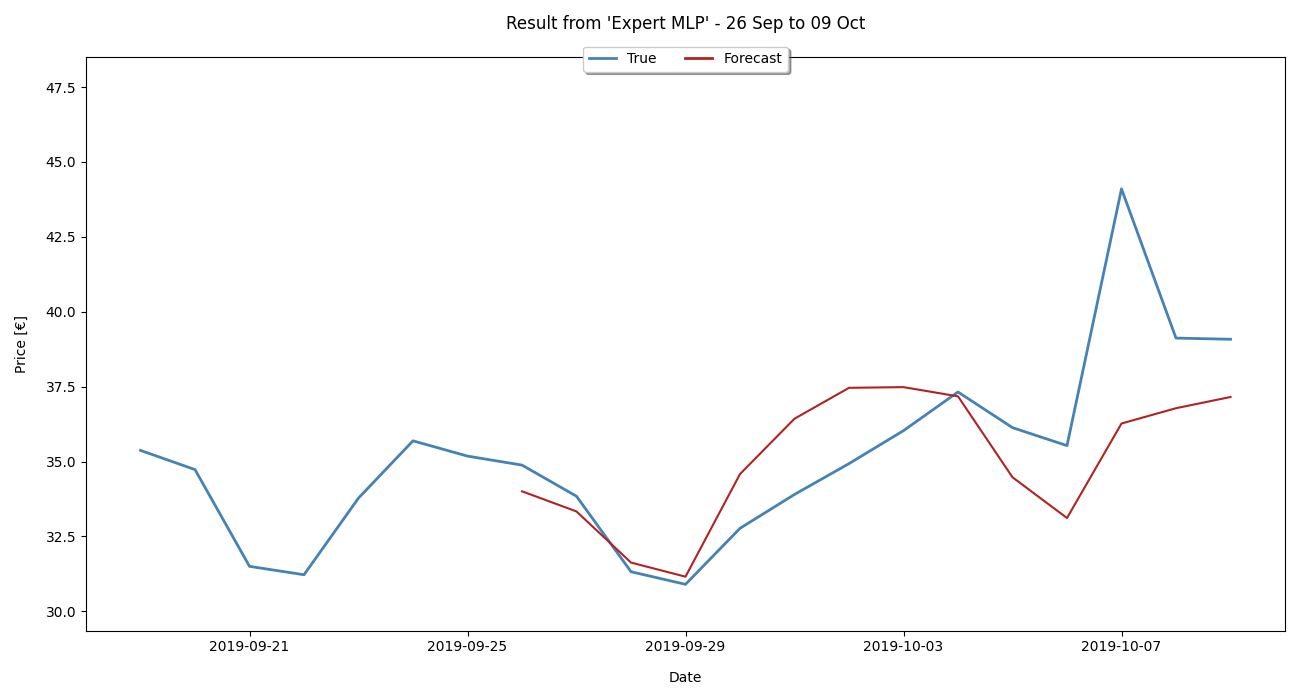 Result from 'Expert MLP' - 26 Sep to 09 Oct
True Forecast
47.5
45.0
42.5
40.0
37.5
35.0
32.5
30.0
Price [€]
2019-09-21 2019-09-25 2019-09-29 2019-10-03 2019-10-07
Date